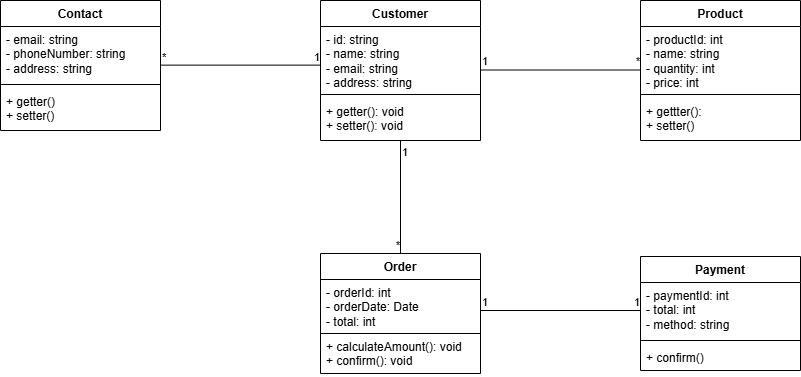 Contact
- email: string
- phoneNumber: string
- address: string
+ getter()
+ setter()
*
1
Customer
- id: string
- name: string
- email: string
- address: string
+ getter(): void
+ setter(): void
1
*
Product
- productId: int
- name: string
- quantity: int
- price: int
+ gettter():
+ setter()
1
*
Order
- orderId: int
- orderDate: Date
- total: int
+ calculateAmount(): void
+ confirm(): void
1
1
Payment
- paymentId: int
- total: int
- method: string
+ confirm()